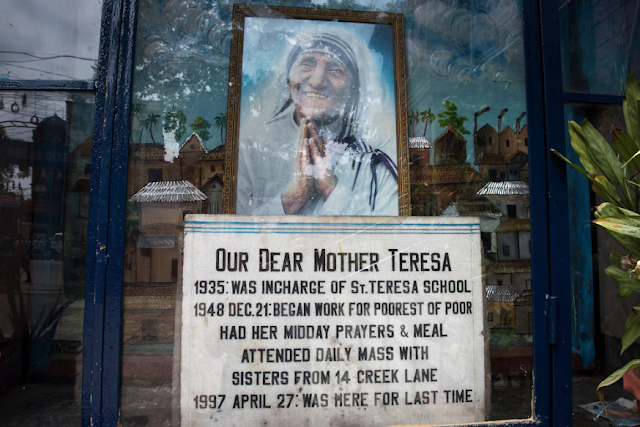 OUR DEAR MOTHER TERESA
1935: WAS INCHARGE OF ST. TERESA SCHOOL
1948 DEC. 21: BEGAN WORK FOR POOREST OF POOR
HAD HER MIDDAY PRAYERS & MEAL
ATTENDED DAILY MASS WITH
SISTERS FROM 14 CREEK LANE
1997 APRIL 27: WAS HERE FOR LAST TIME